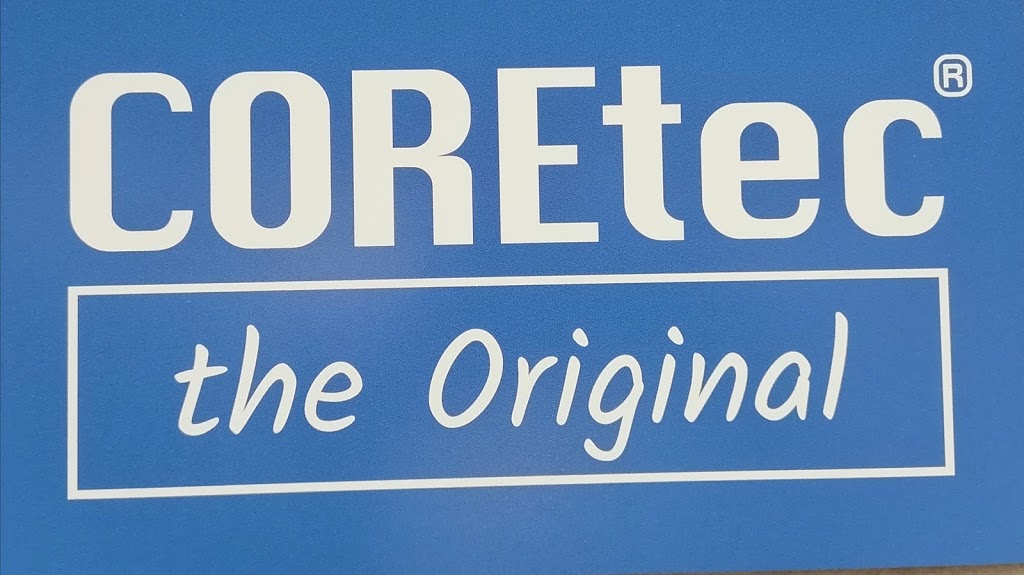 COREtec®
the Original